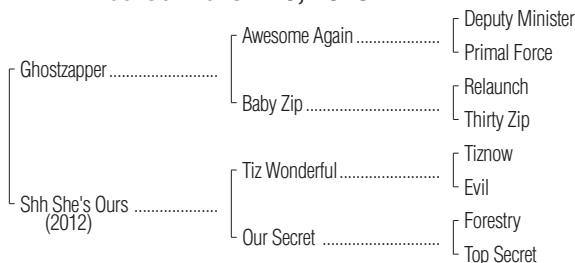 Deputy Minister
Awesome Again ....................
Primal Force
Ghostzapper..........................
Relaunch
Baby Zip ................................
Thirty Zip
Tiznow
Tiz Wonderful........................
Evil
Shh She's Ours ....................
(2012)
Forestry
Our Secret ............................
Top Secret